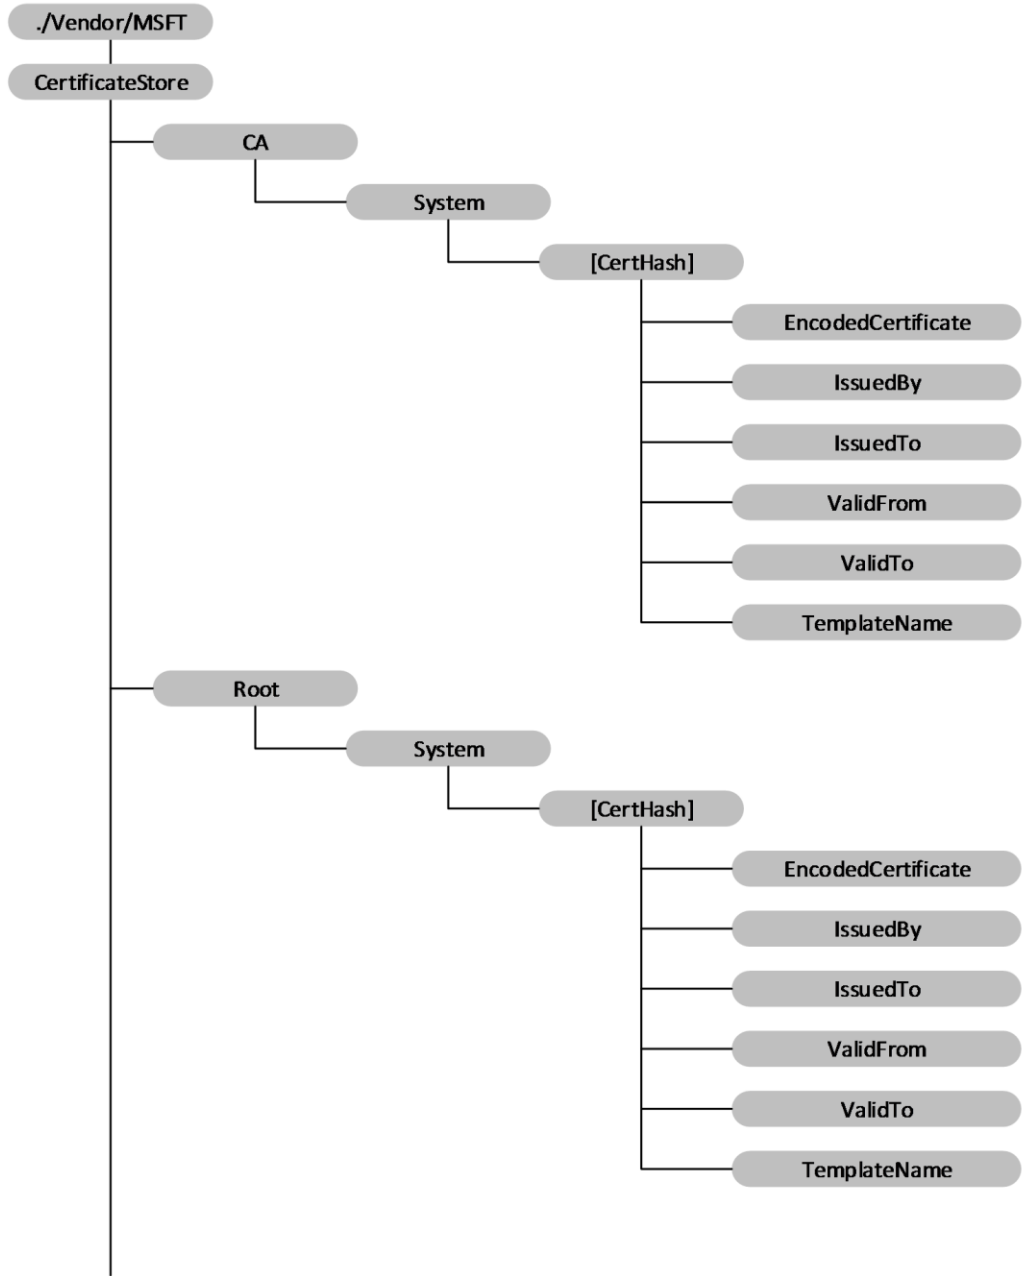 ./Vendor/MSFT
CertificateStore
CA
System
[CertHash]
EncodedCertificate
IssuedBy
IssuedTo
ValidFrom
ValidTo
TemplateName
Root
System
[CertHash]
EncodedCertificate
IssuedBy
IssuedTo
ValidFrom
ValidTo
TemplateName